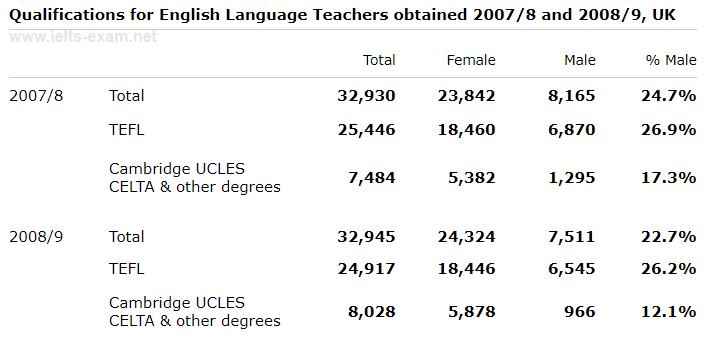 Qualifications for English Language Teachers obtained 2007/8 and 2008/9, UK
www.ielts-exam.net
Total Female Male % Male
2007/8 Total 32,930 23,842 8,165 24.7%
TEFL 25,446 18,460 6,870 26.9%
Cambridge UCLES
CELTA & other degrees 7,484 5,382 1,295 17.3%
2008/9 Total 32,945 24,324 7,511 22.7%
TEFL 24,917 18,446 6,545 26.2%
Cambridge UCLES
CELTA & other degrees 8,028 5,878 966 12.1%